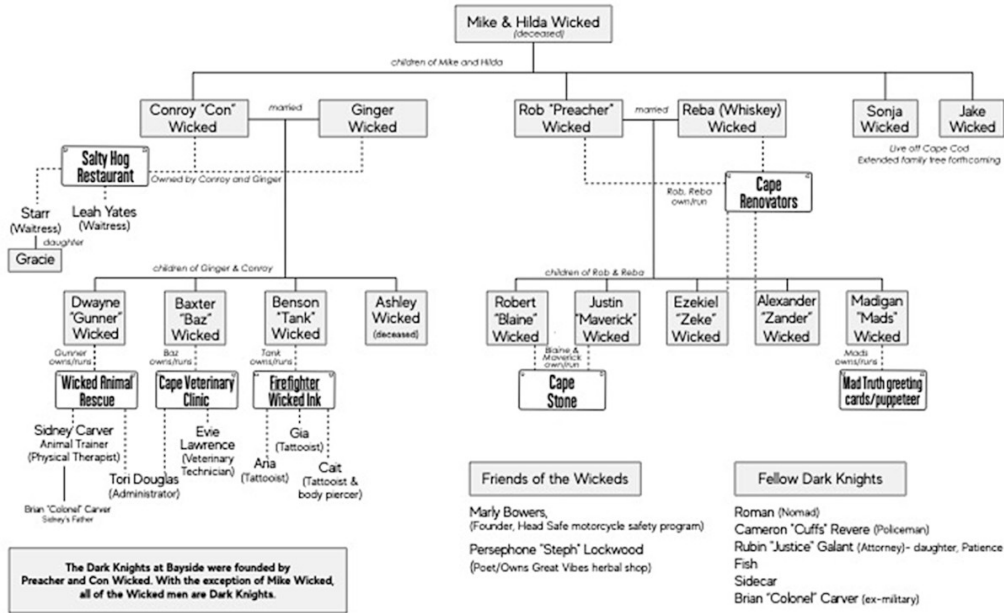 Mike & Hilda Wicked
(deceased)
children of Mike and Hilda
Conroy "Con"
Wicked
married
Ginger
Wicked
Rob "Preacher"
Wicked
married
Reba (Whiskey)
Wicked
Sonja
Wicked
Jake
Wicked
Live off Cape Cod
Extended family tree forthcoming
Salty Hog
Restaurant
Owned by Conroy and Ginger
Rob, Reba
own/run
Cape
Renovators
Starr
(Waitress)
Leah Yates
(Waitress)
daughter
Gracie
children of Ginger & Conroy
children of Rob & Reba
Dwayne
"Gunner"
Wicked
Baxter
"Baz"
Wicked
Benson
"Tank"
Wicked
Ashley
Wicked
(deceased)
Robert
"Blaine"
Wicked
Justin
"Maverick"
Wicked
Ezekiel
"Zeke"
Wicked
Alexander
"Zander"
Wicked
Madigan
"Mads"
Wicked
Gunner
owns/runs
Baz
owns/runs
Tank
owns/runs
Blaine &
Maverick
own/run
Mads
owns/runs
Wicked Animal
Rescue
Cape Veterinary
Clinic
Firefighter
Wicked Ink
Cape
Stone
Mad Truth greeting
cards/puppeteer
Sidney Carver
Animal Trainer
(Physical Therapist)
Brian "Colonel" Carver
Sidney's Father
Tori Douglas
(Administrator)
Evie
Lawrence
(Veterinary
Technician)
Gia
(Tattooist)
Aria
(Tattooist)
Cait
(Tattooist &
body piercer)
Friends of the Wickeds
Marly Bowers,
(Founder, Head Safe motorcycle safety program)
Persephone "Steph" Lockwood
(Poet/Owns Great Vibes herbal shop)
Fellow Dark Knights
Roman (Nomad)
Cameron "Cuffs" Revere (Policeman)
Rubin "Justice" Galant (Attorney)- daughter, Patience
Fish
Sidecar
Brian "Colonel" Carver (ex-military)
The Dark Knights at Bayside were founded by
Preacher and Con Wicked. With the exception of Mike Wicked,
all of the Wicked men are Dark Knights.